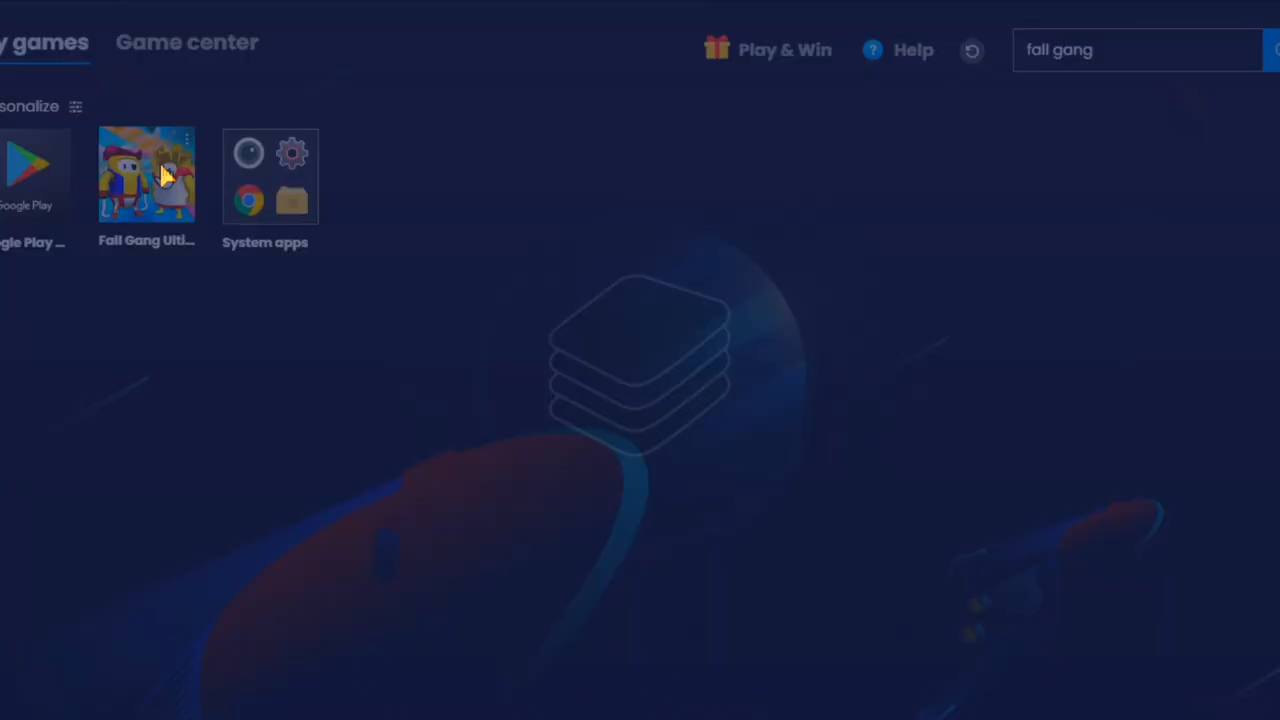 y games
Game center
Play & Win
? Help
fall gang
sonalize
Google Play
gle Play ...
Fall Gang Ulti...
System apps